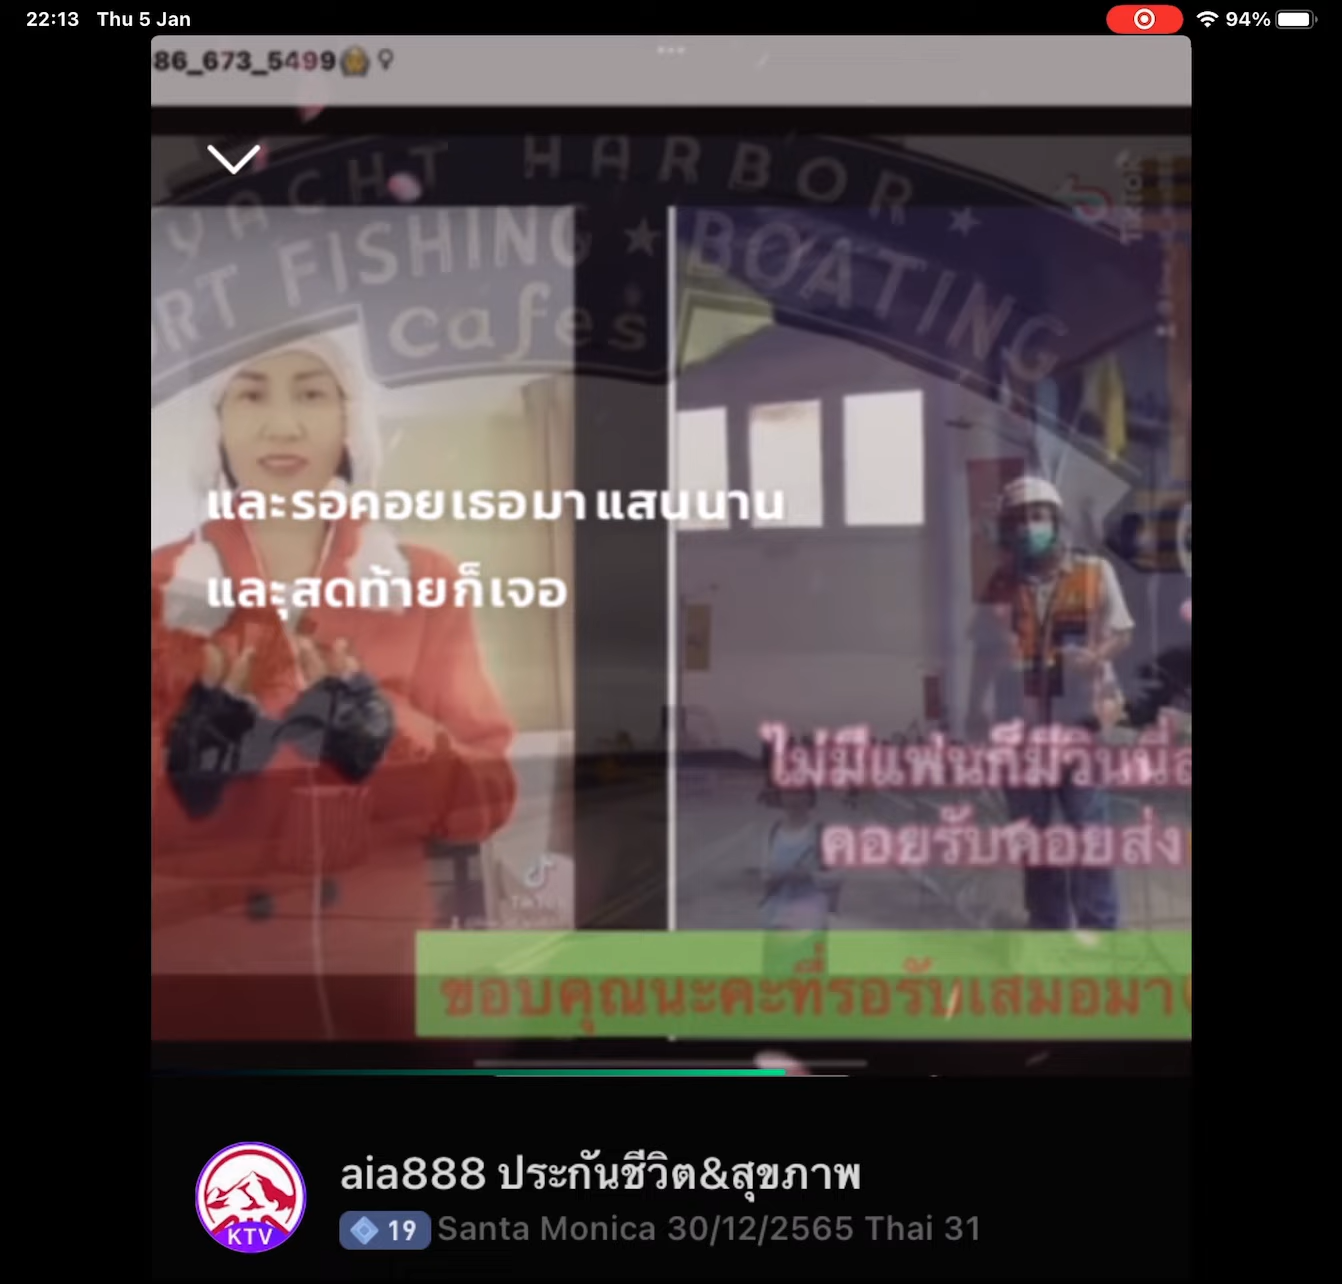 22:13 Thu 5 Jan
94%
86_673_5499
YACHT HARBOR
RT FISHING ★ BOATING
cafes
และรอคอยเธอมา แสนนาน
และสุดท้ายก็เจอ
ไม่มีแฟนก็มีวินนี่
คอยรับคอยส่ง
TikTok
ขอบคุณนะคะที่รอรับเสมอมา
aia888 ประกันชีวิต&สุขภาพ
KTV
19 Santa Monica 30/12/2565 Thai 31